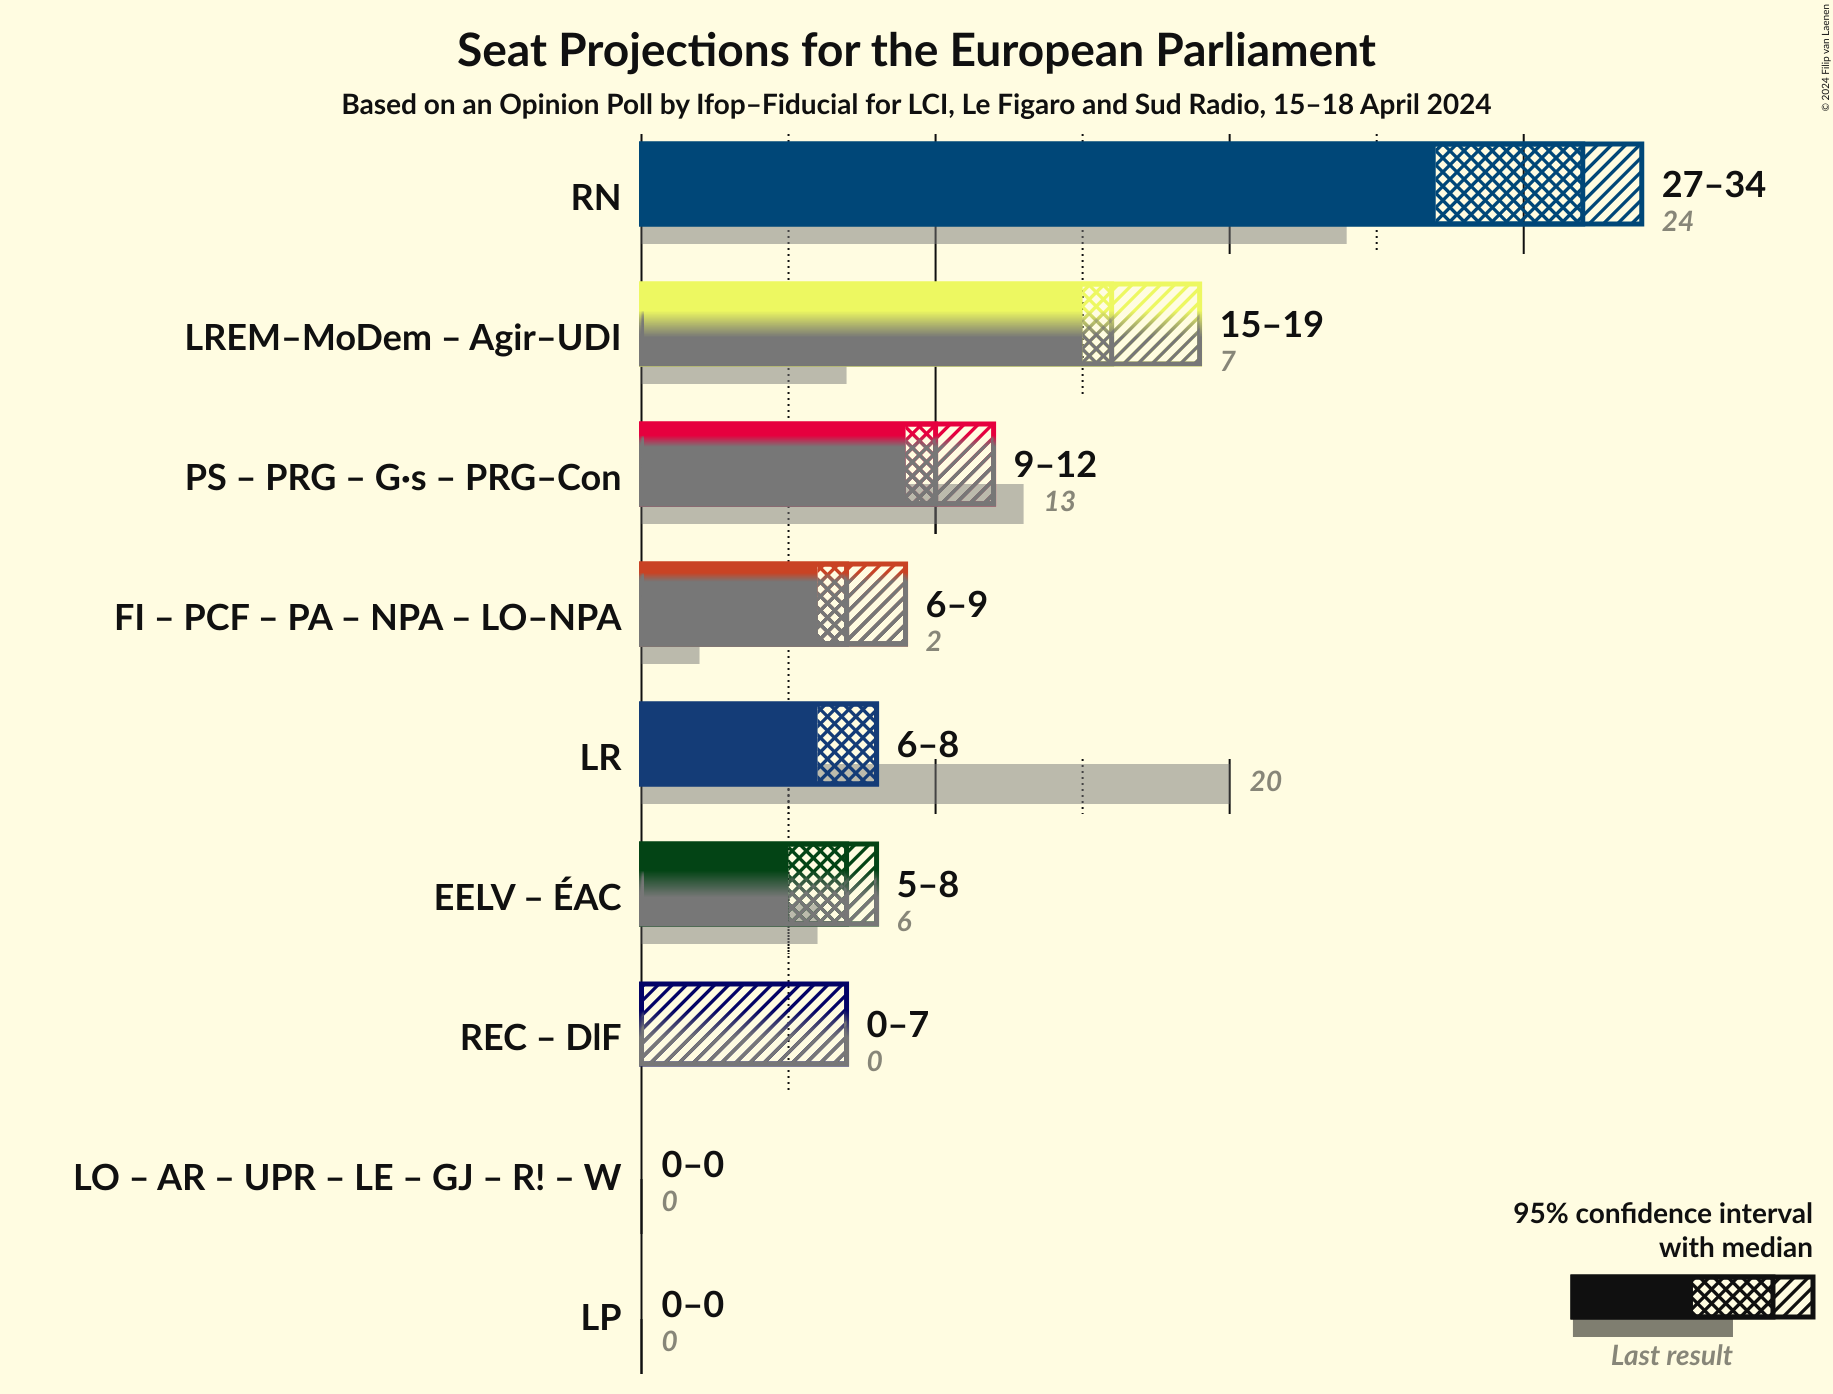 Seat Projections for the European Parliament
Based on an Opinion Poll by Ifop–Fiducial for LCI, Le Figaro and Sud Radio, 15–18 April 2024
© 2024 Filip van Laenen
RN
27–34
24
LREM–MoDem – Agir–UDI
15–19
7
PS – PRG – G·s – PRG–Con
9–12
13
FI – PCF – PA – NPA – LO–NPA
6–9
2
LR
6–8
20
EELV – ÉAC
5–8
6
REC – DlF
0–7
0
LO – AR – UPR – LE – GJ – R! – W
0–0
0
LP
0–0
0
95% confidence interval
with median
Last result